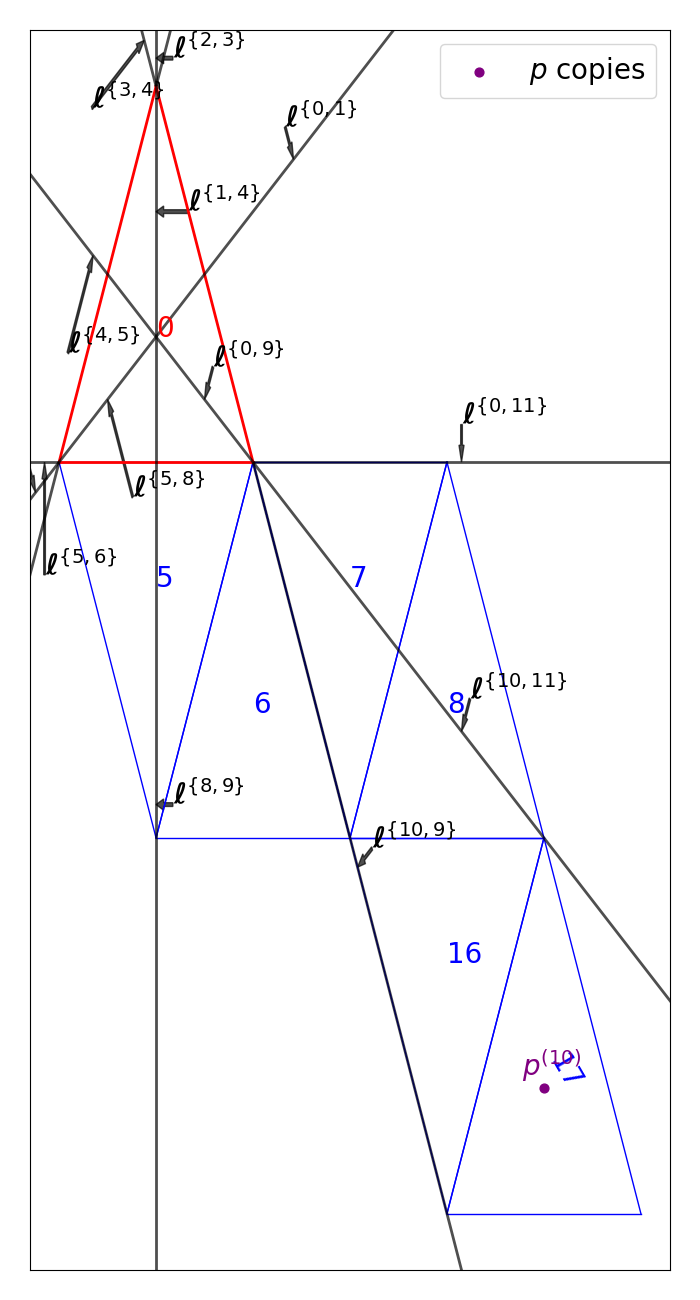 ℓ^{2,3}
p copies
ℓ^{3,4}
ℓ^{0,1}
ℓ^{1,4}
0
ℓ^{4,5}
ℓ^{0,9}
ℓ^{0,11}
ℓ^{5,8}
ℓ^{5,6}
5
7
6
ℓ^{10,11}
8
ℓ^{8,9}
ℓ^{10,9}
16
p^(10)
17